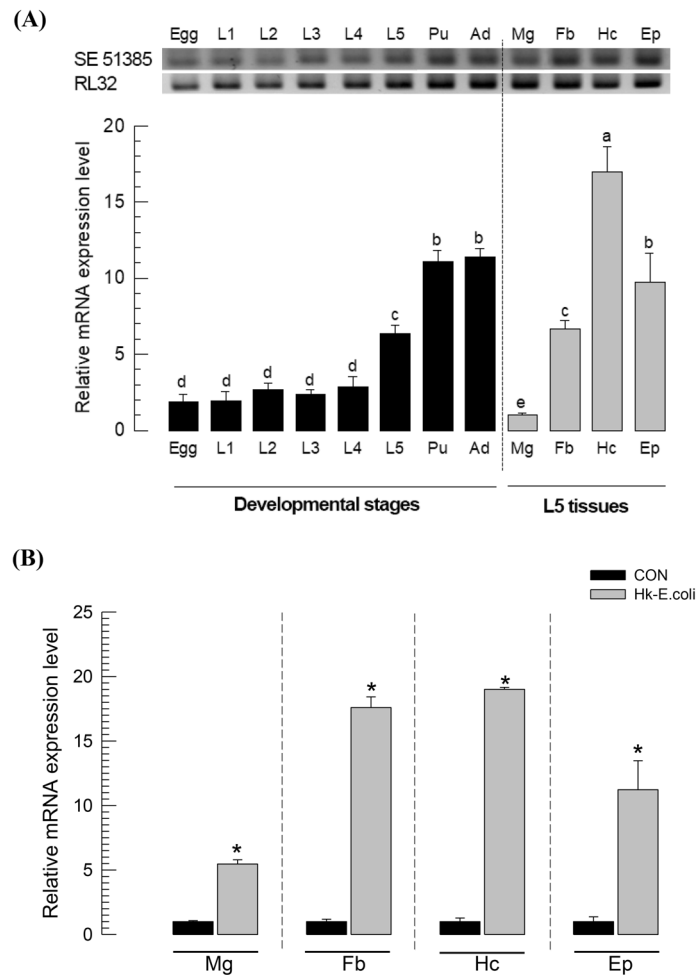 (A)
Egg L1 L2 L3 L4 L5 Pu Ad Mg Fb Hc Ep
SE 51385
RL32
Relative mRNA expression level
20
15
10
5
0
d d d d d c b b e c a b
Egg L1 L2 L3 L4 L5 Pu Ad Mg Fb Hc Ep
Developmental stages L5 tissues
(B)
CON
Hk-E.coli
Relative mRNA expression level
25
20
15
10
5
0
* * * *
Mg Fb Hc Ep